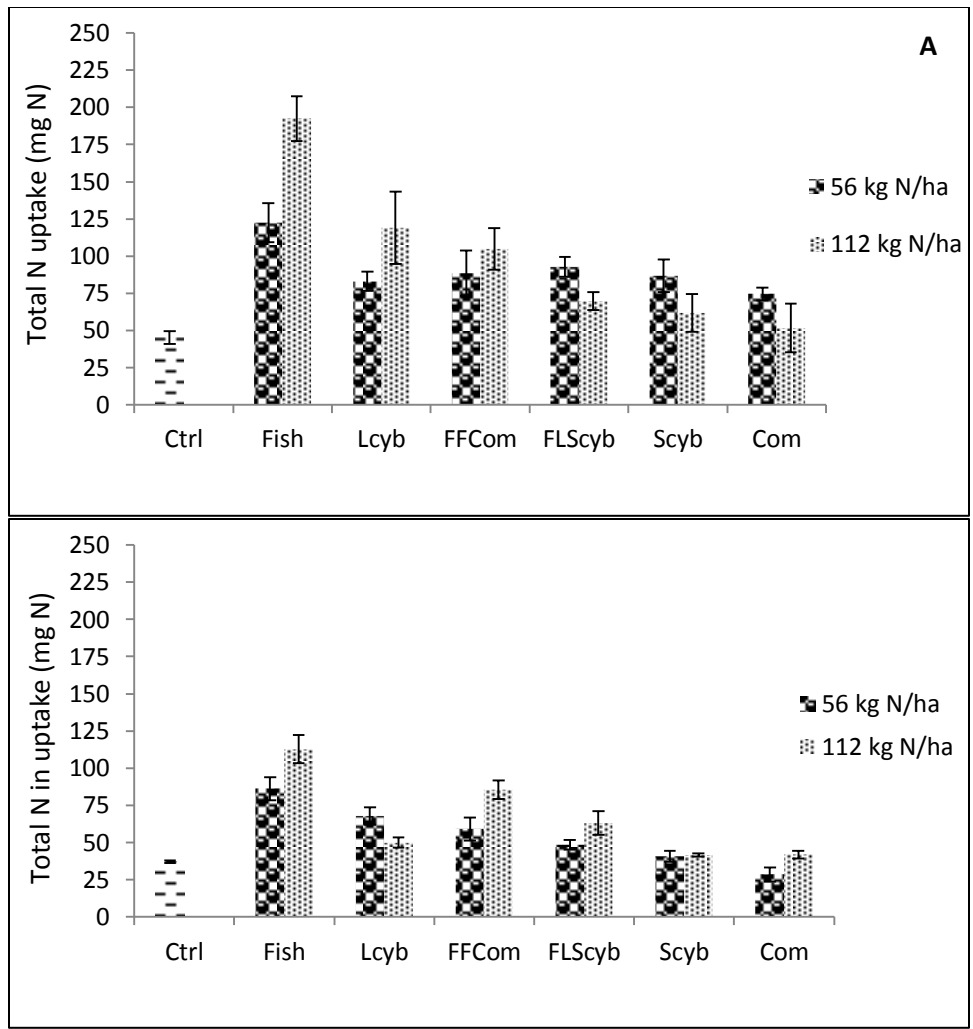 A
Total N uptake (mg N)
250
225
200
175
150
125
100
75
50
25
0
56 kg N/ha
112 kg N/ha
Ctrl Fish Lcyb FFCom FLScyb Scyb Com
Total N in uptake (mg N)
250
225
200
175
150
125
100
75
50
25
0
56 kg N/ha
112 kg N/ha
Ctrl Fish Lcyb FFCom FLScyb Scyb Com